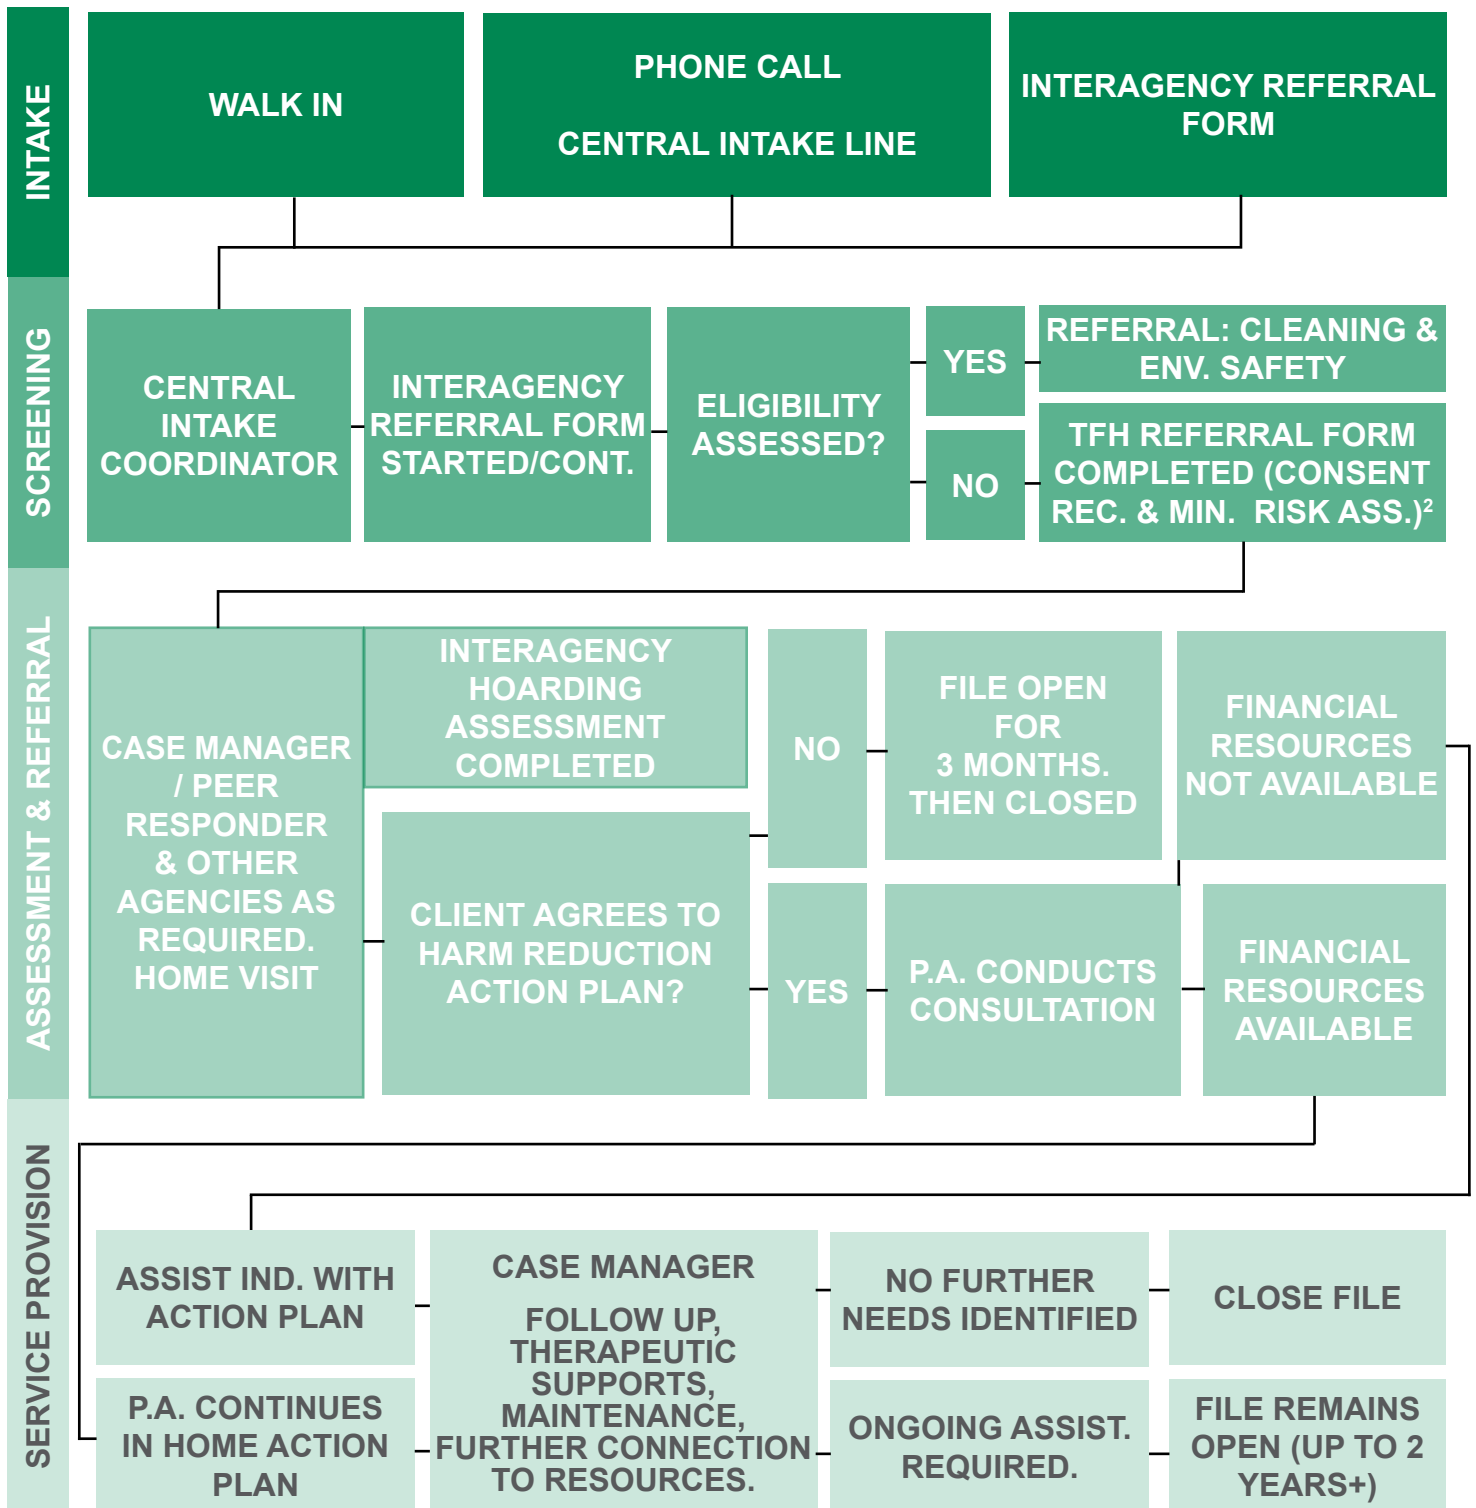 INTAKE
WALK IN
PHONE CALL
CENTRAL INTAKE LINE
INTERAGENCY REFERRAL
FORM
SCREENING
CENTRAL
INTAKE
COORDINATOR
INTERAGENCY
REFERRAL FORM
STARTED/CONT.
ELIGIBILITY
ASSESSED?
YES
REFERRAL: CLEANING &
ENV. SAFETY
NO
TFH REFERRAL FORM
COMPLETED (CONSENT
REC. & MIN. RISK ASS.)²
ASSESSMENT & REFERRAL
CASE MANAGER
/ PEER
RESPONDER
& OTHER
AGENCIES AS
REQUIRED.
HOME VISIT
INTERAGENCY
HOARDING
ASSESSMENT
COMPLETED
CLIENT AGREES TO
HARM REDUCTION
ACTION PLAN?
NO
FILE OPEN
FOR
3 MONTHS.
THEN CLOSED
FINANCIAL
RESOURCES
NOT AVAILABLE
YES
P.A. CONDUCTS
CONSULTATION
FINANCIAL
RESOURCES
AVAILABLE
SERVICE PROVISION
ASSIST IND. WITH
ACTION PLAN
P.A. CONTINUES
IN HOME ACTION
PLAN
CASE MANAGER
FOLLOW UP,
THERAPEUTIC
SUPPORTS,
MAINTENANCE,
FURTHER CONNECTION
TO RESOURCES.
NO FURTHER
NEEDS IDENTIFIED
CLOSE FILE
ONGOING ASSIST.
REQUIRED.
FILE REMAINS
OPEN (UP TO 2
YEARS+)